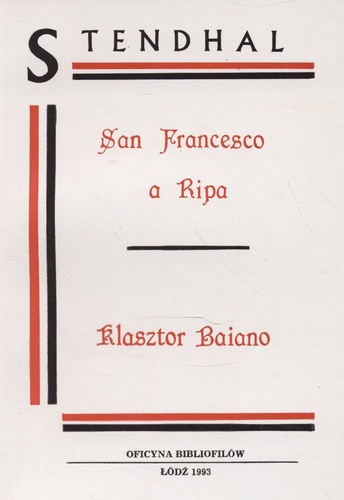 STENDHAL
San Francesco
a Ripa
Klasztor Baiano
OFICYNA BIBLIOFILÓW
ŁÓDŹ 1993